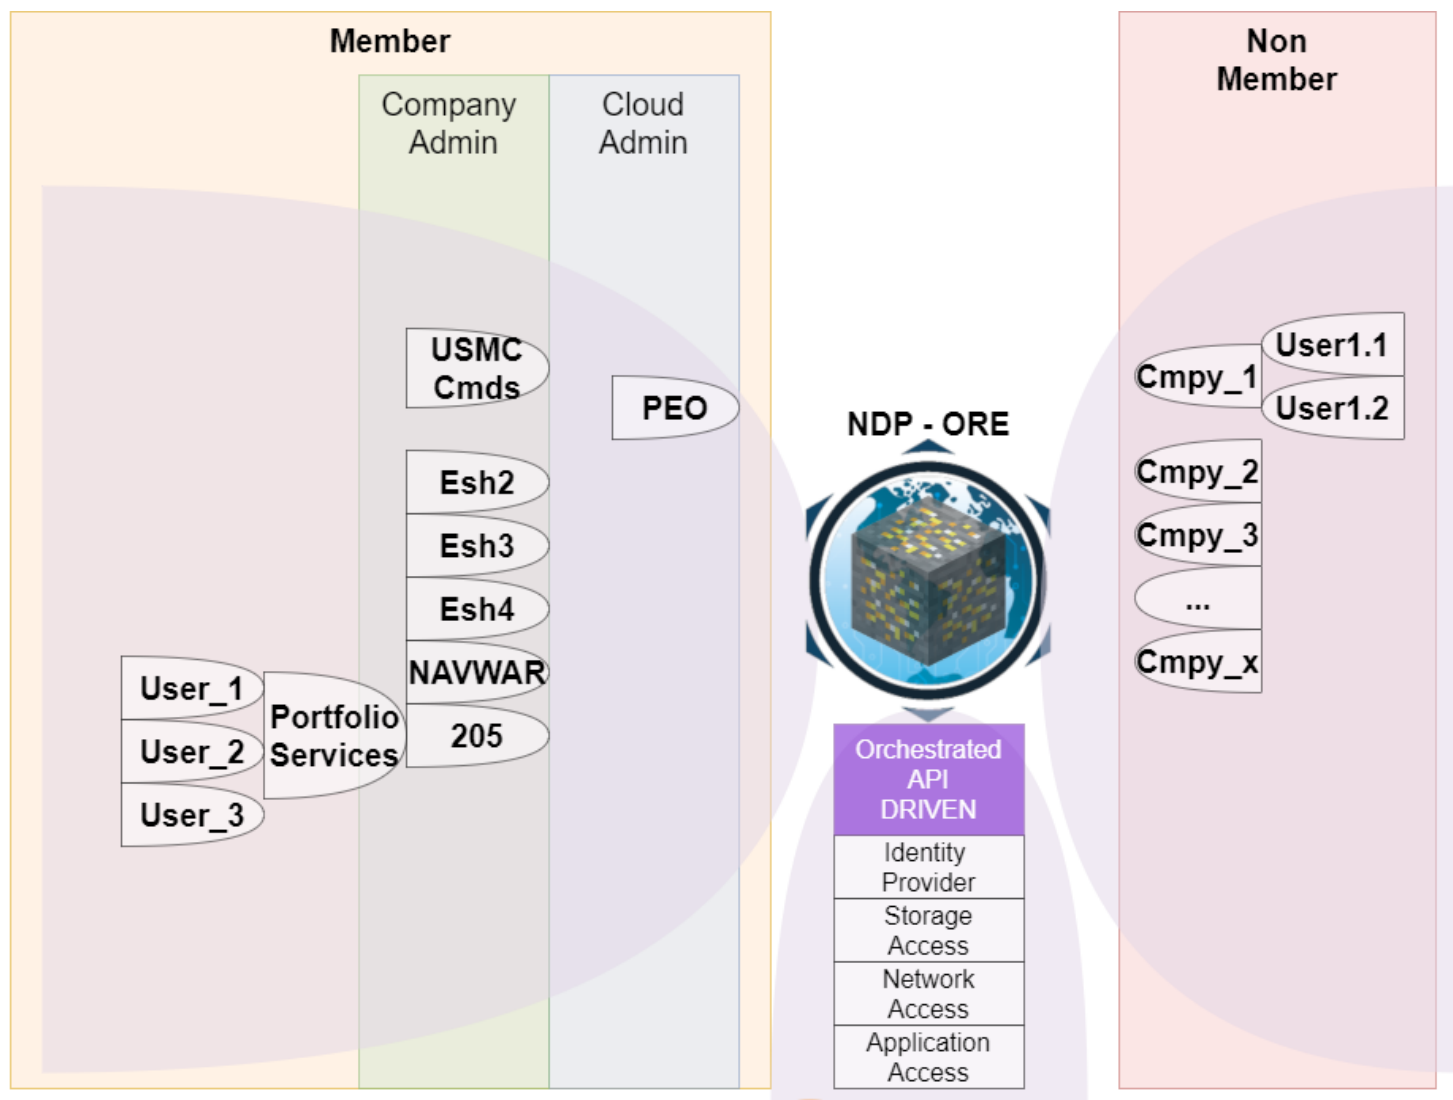 Member
Company
Admin
Cloud
Admin
USMC
Cmds
PEO
Esh2
Esh3
Esh4
NAVWAR
205
Portfolio
Services
User_1
User_2
User_3
NDP - ORE
Orchestrated
API
DRIVEN
Identity
Provider
Storage
Access
Network
Access
Application
Access
Non
Member
Cmpy_1
User1.1
User1.2
Cmpy_2
Cmpy_3
...
Cmpy_x